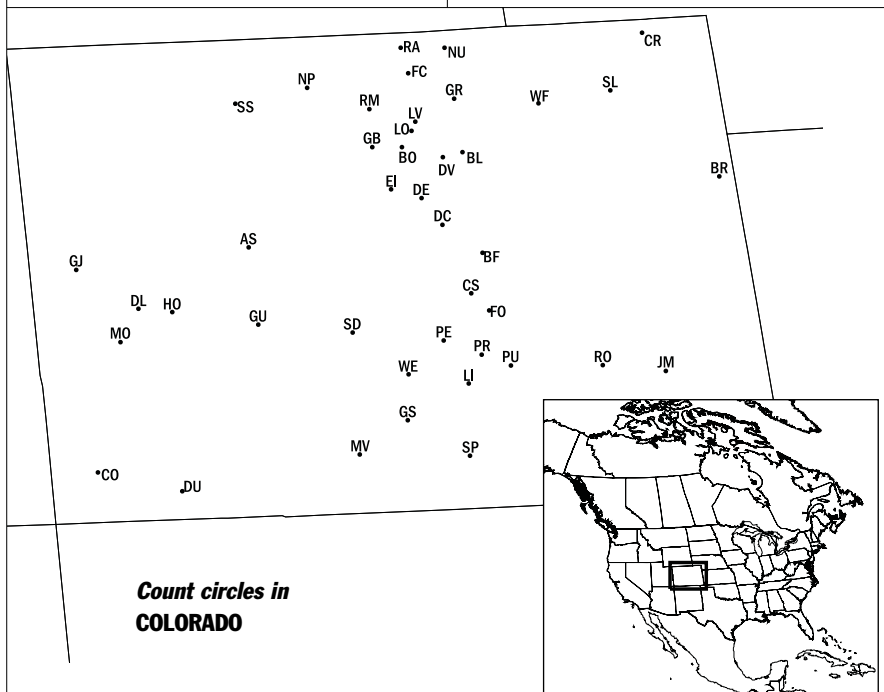 CR
RA
NU
FC
NP
GR
SL
RM
WF
SS
LV
LO
GB
BO
BL
DV
BR
EI
DE
DC
AS
BF
GJ
CS
DL
HO
FO
GU
SD
MO
PE
PR
PU
RO
JM
WE
LI
GS
MV
SP
CO
DU
Count circles in
COLORADO